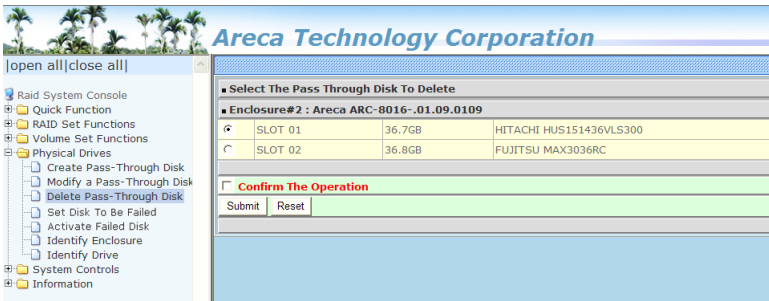 Areca Technology Corporation
|open all|close all|
Raid System Console
Quick Function
RAID Set Functions
Volume Set Functions
Physical Drives
Create Pass-Through Disk
Modify a Pass-Through Disk
Delete Pass-Through Disk
Set Disk To Be Failed
Activate Failed Disk
Identify Enclosure
Identify Drive
System Controls
Information
Select The Pass Through Disk To Delete
Enclosure#2 : Areca ARC-8016-.01.09.0109
SLOT 01 36.7GB HITACHI HUS151436VLS300
SLOT 02 36.8GB FUJITSU MAX3036RC
Confirm The Operation
Submit Reset